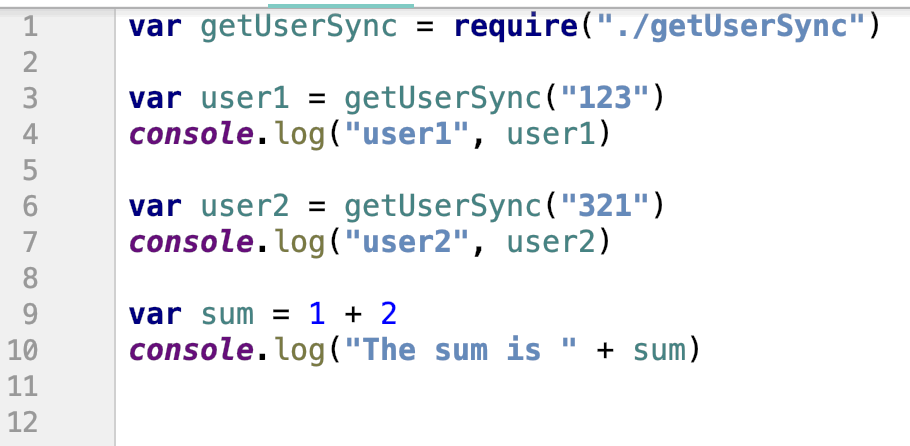 1 var getUserSync = require("./getUserSync")
2
3 var user1 = getUserSync("123")
4 console.log("user1", user1)
5
6 var user2 = getUserSync("321")
7 console.log("user2", user2)
8
9 var sum = 1 + 2
10 console.log("The sum is " + sum)
11
12